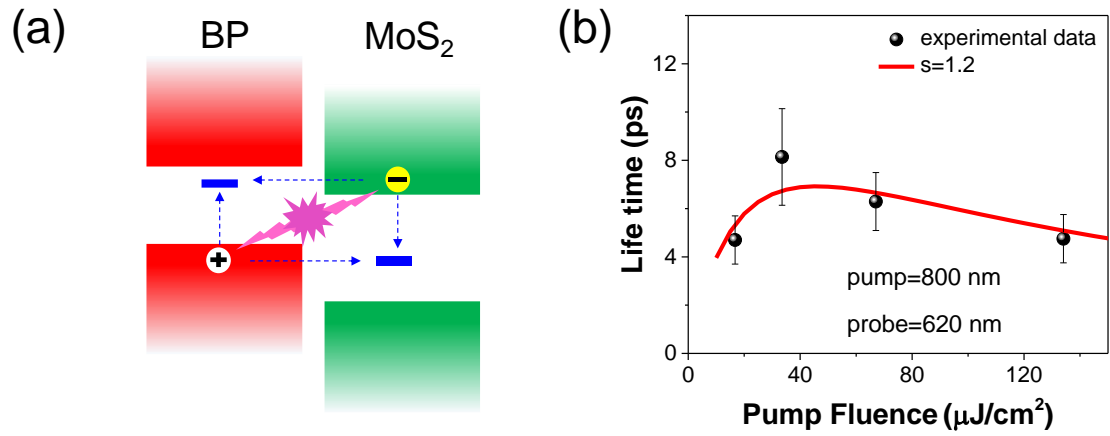 (a)
BP
MoS₂
−
+
(b)
experimental data
s=1.2
12
8
4
0
Life time (ps)
pump=800 nm
probe=620 nm
0
40
80
120
Pump Fluence (μJ/cm²)